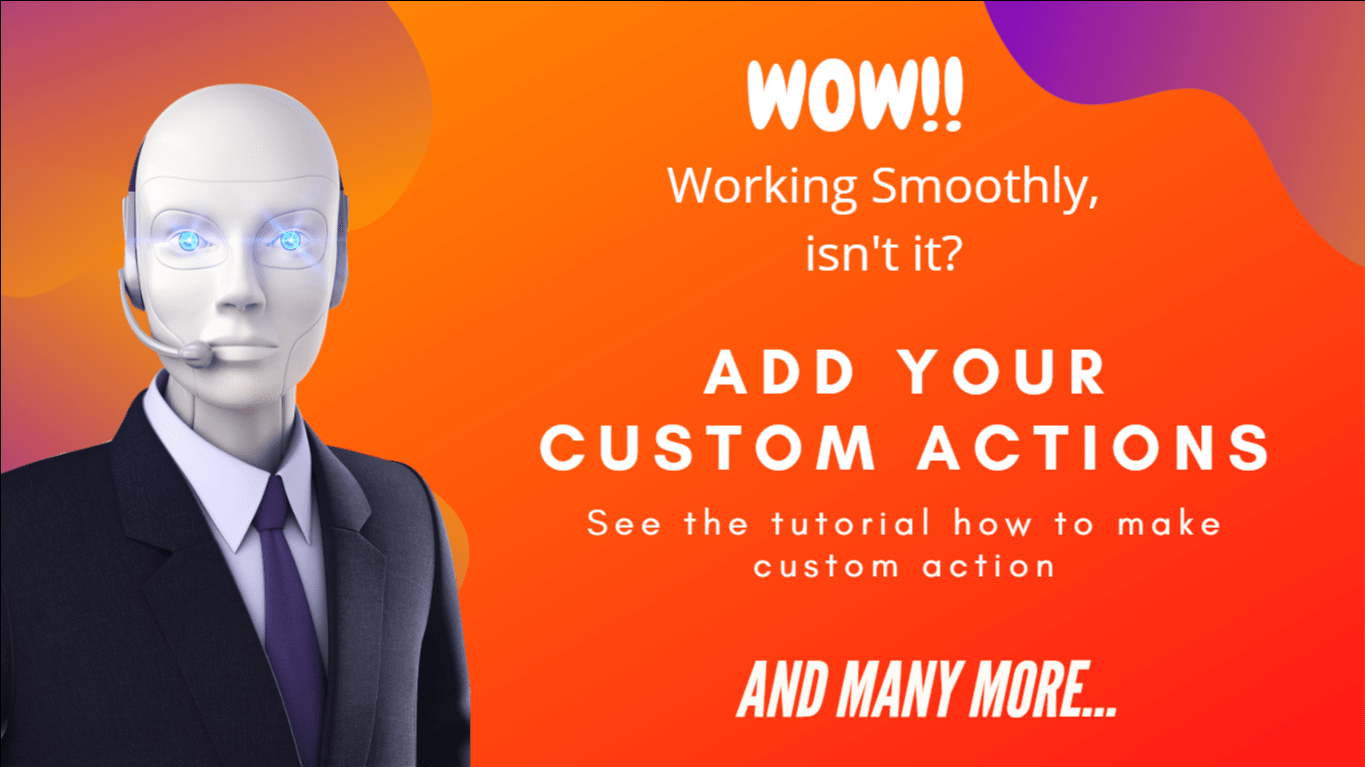 WOW!!
Working Smoothly,
isn't it?
ADD YOUR
CUSTOM ACTIONS
See the tutorial how to make
custom action
AND MANY MORE...